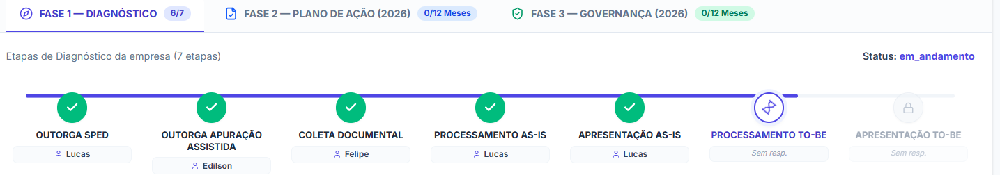 FASE 1 — DIAGNÓSTICO 6/7 FASE 2 — PLANO DE AÇÃO (2026) 0/12 Meses FASE 3 — GOVERNANÇA (2026) 0/12 Meses
Etapas de Diagnóstico da empresa (7 etapas) Status: em_andamento
OUTORGA SPED
Lucas
OUTORGA APURAÇÃO
ASSISTIDA
Edilson
COLETA DOCUMENTAL
Felipe
PROCESSAMENTO AS-IS
Lucas
APRESENTAÇÃO AS-IS
Lucas
PROCESSAMENTO TO-BE
Sem resp.
APRESENTAÇÃO TO-BE
Sem resp.